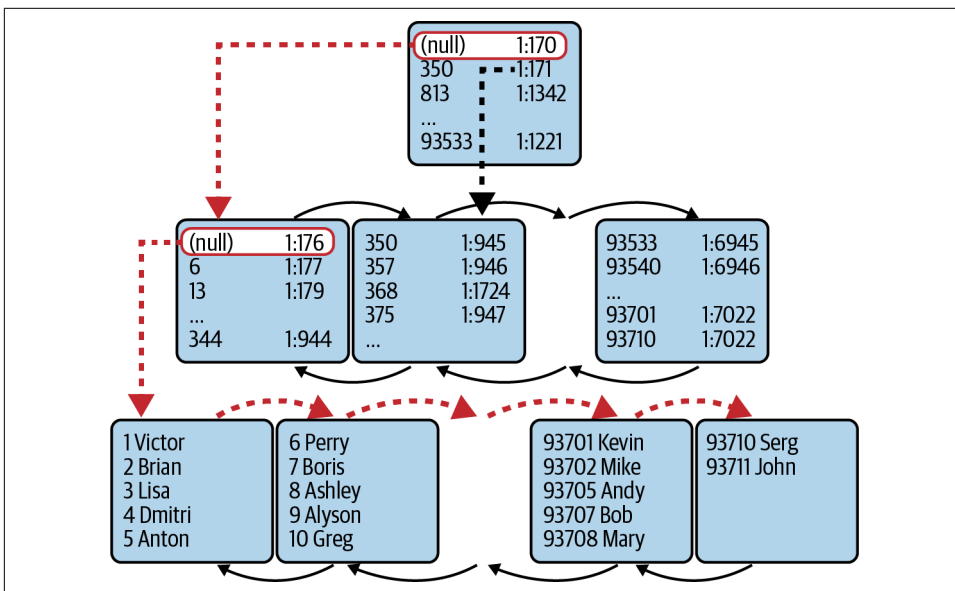 (null) 1:170
350 1:171
813 1:1342
...
93533 1:1221
(null) 1:176
6 1:177
13 1:179
...
344 1:944
350 1:945
357 1:946
368 1:1724
375 1:947
...
93533 1:6945
93540 1:6946
...
93701 1:7022
93710 1:7022
1 Victor
2 Brian
3 Lisa
4 Dmitri
5 Anton
6 Perry
7 Boris
8 Ashley
9 Alyson
10 Greg
93701 Kevin
93702 Mike
93705 Andy
93707 Bob
93708 Mary
93710 Serg
93711 John